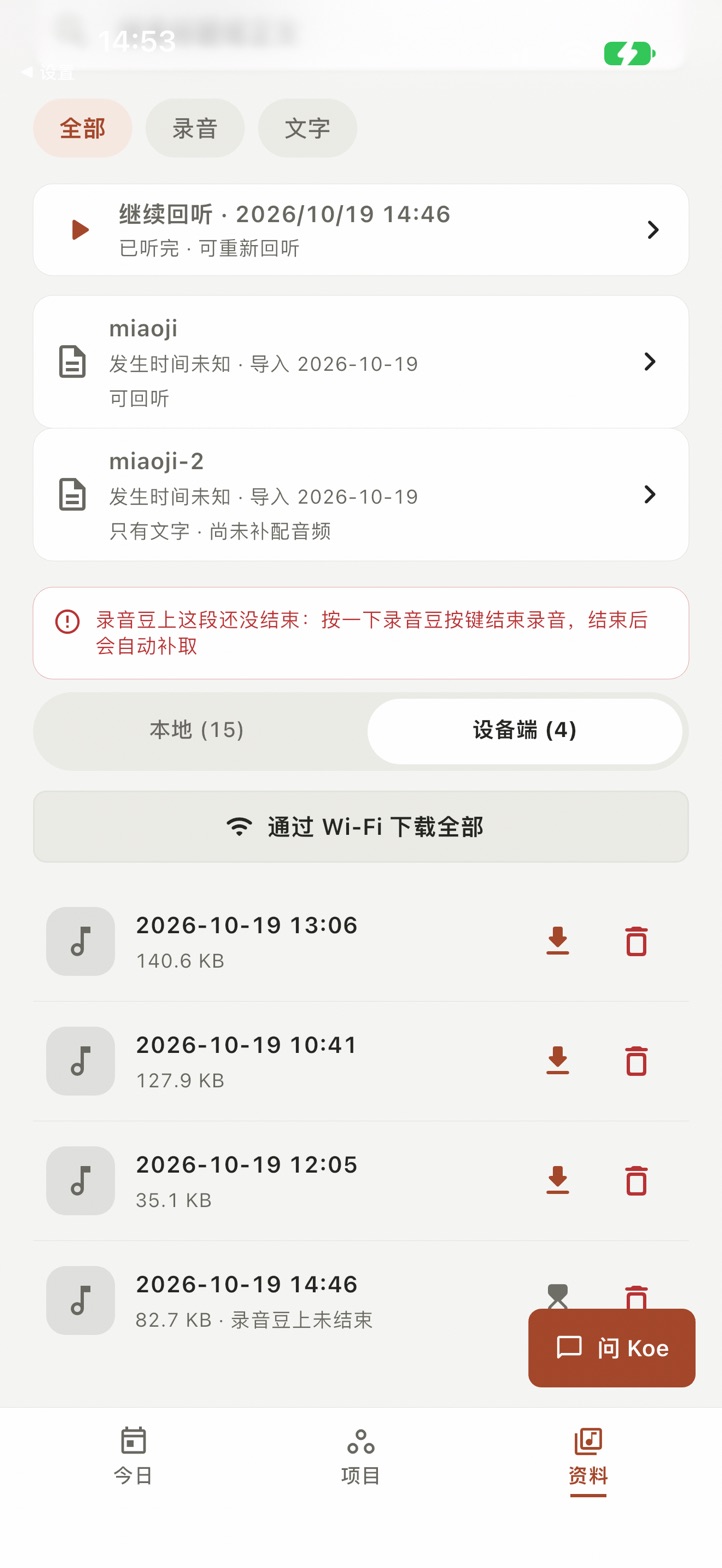 14:53
◀ 设置
全部
录音
文字
继续回听 · 2026/10/19 14:46
已听完 · 可重新回听
miaoji
发生时间未知 · 导入 2026-10-19
可回听
miaoji-2
发生时间未知 · 导入 2026-10-19
只有文字 · 尚未补配音频
录音豆上这段还没结束：按一下录音豆按键结束录音，结束后
会自动补取
本地 (15)
设备端 (4)
通过 Wi-Fi 下载全部
2026-10-19 13:06
140.6 KB
2026-10-19 10:41
127.9 KB
2026-10-19 12:05
35.1 KB
2026-10-19 14:46
82.7 KB · 录音豆上未结束
问 Koe
今日
项目
资料